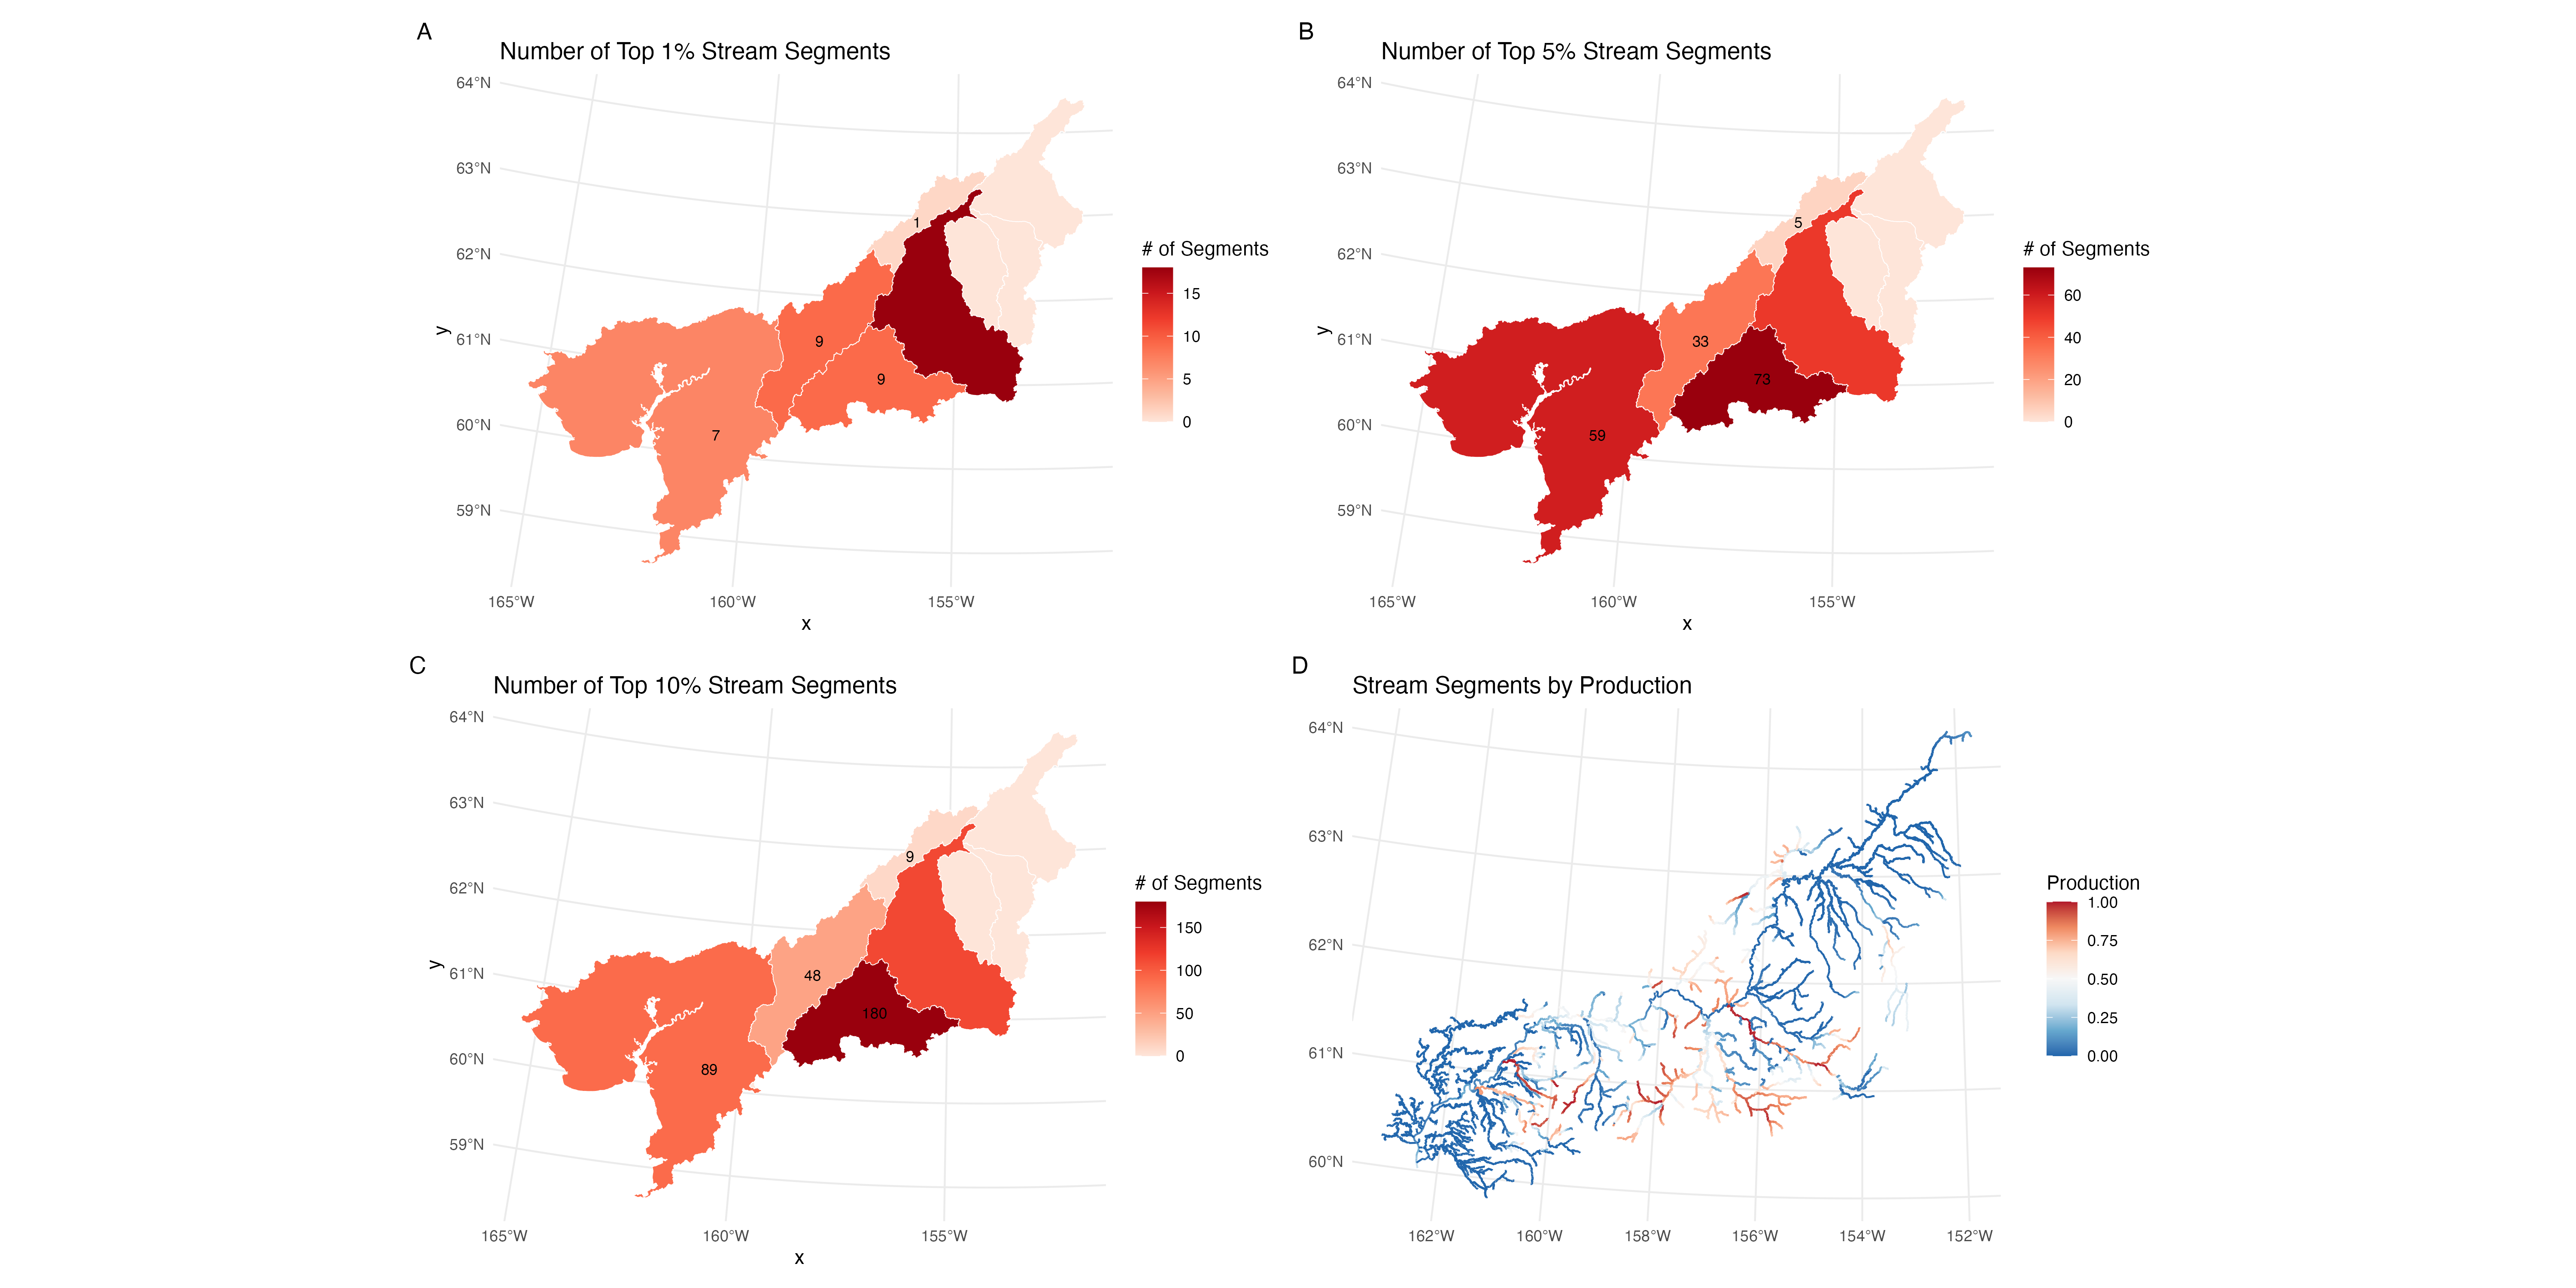 A
Number of Top 1% Stream Segments
64°N
63°N
62°N
61°N
60°N
59°N
y
1
9
9
7
165°W
160°W
155°W
x
# of Segments
15
10
5
0
B
Number of Top 5% Stream Segments
64°N
63°N
62°N
61°N
60°N
59°N
y
5
33
73
59
165°W
160°W
155°W
x
# of Segments
60
40
20
0
C
Number of Top 10% Stream Segments
64°N
63°N
62°N
61°N
60°N
59°N
y
9
48
180
89
165°W
160°W
155°W
x
# of Segments
150
100
50
0
D
Stream Segments by Production
64°N
63°N
62°N
61°N
60°N
162°W
160°W
158°W
156°W
154°W
152°W
Production
1.00
0.75
0.50
0.25
0.00